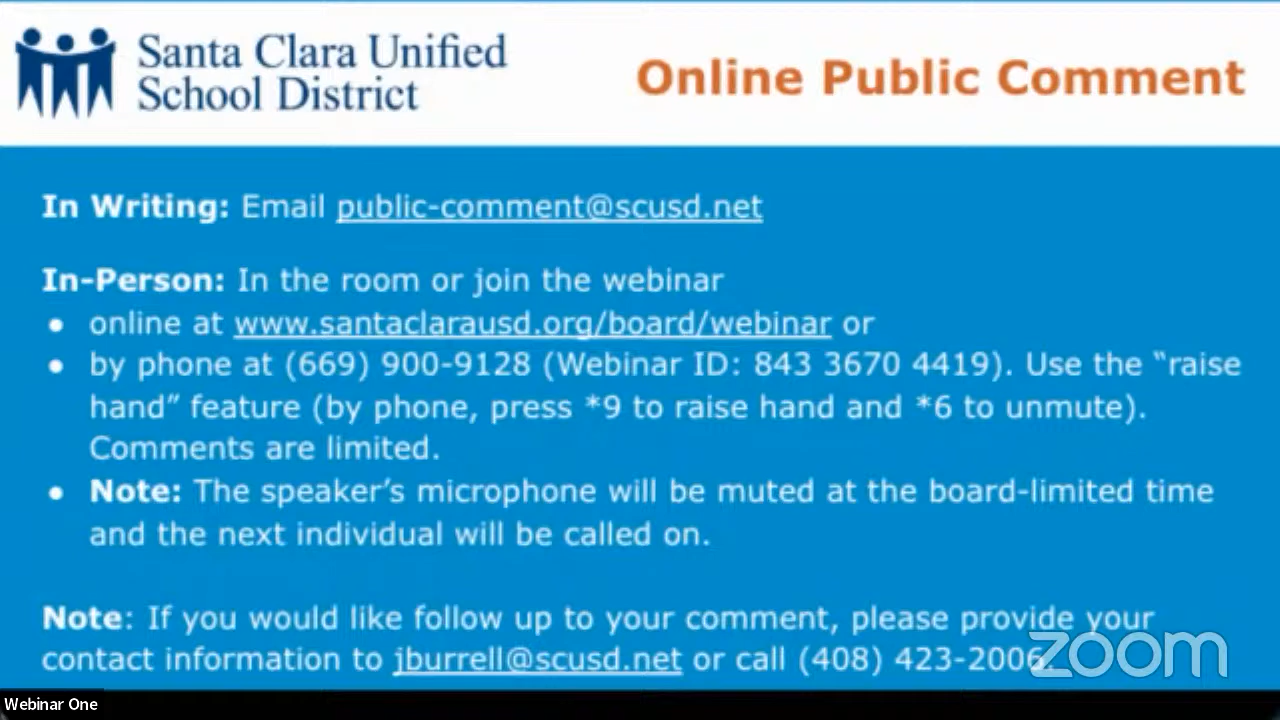 Santa Clara Unified
School District
Online Public Comment
In Writing: Email public-comment@scusd.net
In-Person: In the room or join the webinar
● online at www.santaclarausd.org/board/webinar or
● by phone at (669) 900-9128 (Webinar ID: 843 3670 4419). Use the “raise
hand” feature (by phone, press *9 to raise hand and *6 to unmute).
Comments are limited.
● Note: The speaker’s microphone will be muted at the board-limited time
and the next individual will be called on.
Note: If you would like follow up to your comment, please provide your
contact information to jburrell@scusd.net or call (408) 423-2006.
zoom
Webinar One